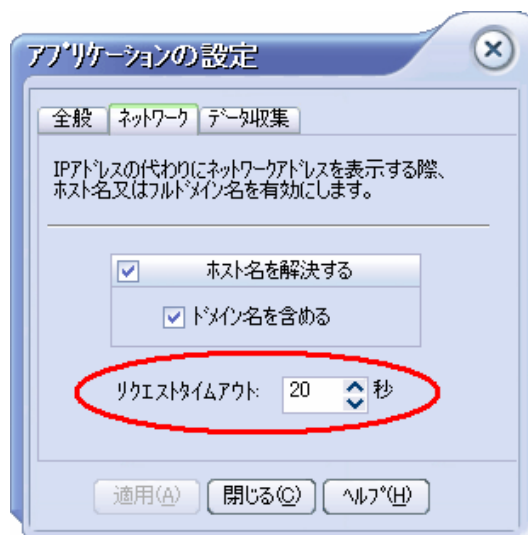 アプリケーションの設定
全般 ネットワーク データ収集
IPアドレスの代わりにネットワークアドレスを表示する際、
ホスト名又はフルドメイン名を有効にします。
ホスト名を解決する
ドメイン名を含める
リクエストタイムアウト: 20 秒
適用(A) 閉じる(C) ヘルプ(H)